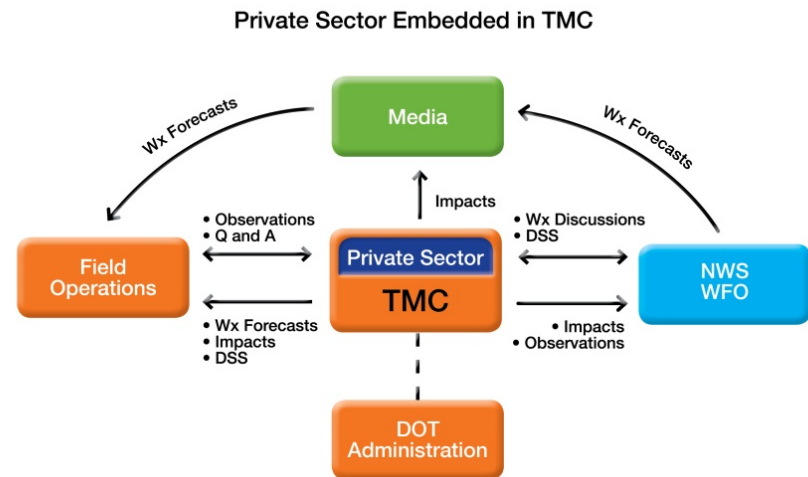 Private Sector Embedded in TMC
Wx Forecasts
Media
Wx Forecasts
Impacts
• Observations
• Q and A
• Wx Discussions
• DSS
Field
Operations
Private Sector
TMC
NWS
WFO
• Wx Forecasts
• Impacts
• DSS
• Impacts
• Observations
DOT
Administration